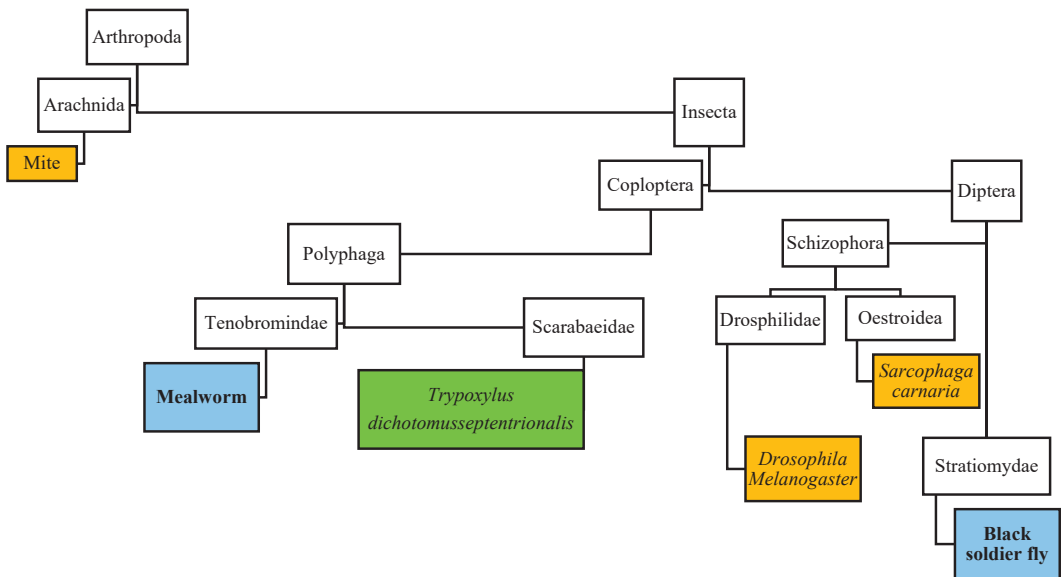 Arthropoda
Arachnida
Insecta
Mite
Coploptera
Diptera
Schizophora
Polyphaga
Tenobromindae
Scarabaeidae
Drosphilidae
Oestroidea
Mealworm
Trypoxylus
dichotomusseptentrionalis
Sarcophaga
carnaria
Drosophila
Melanogaster
Stratiomydae
Black
soldier fly